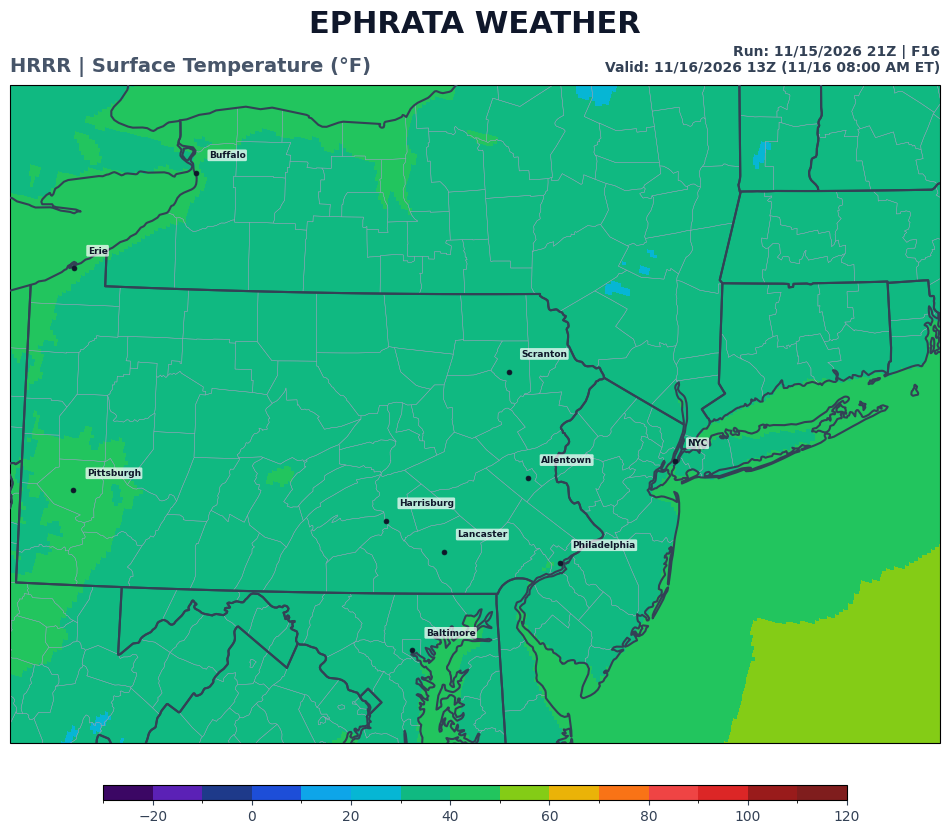 EPHRATA WEATHER
HRRR | Surface Temperature (°F)
Run: 11/15/2026 21Z | F16
Valid: 11/16/2026 13Z (11/16 08:00 AM ET)
Buffalo
Erie
Scranton
NYC
Allentown
Pittsburgh
Harrisburg
Lancaster
Philadelphia
Baltimore
−20 0 20 40 60 80 100 120